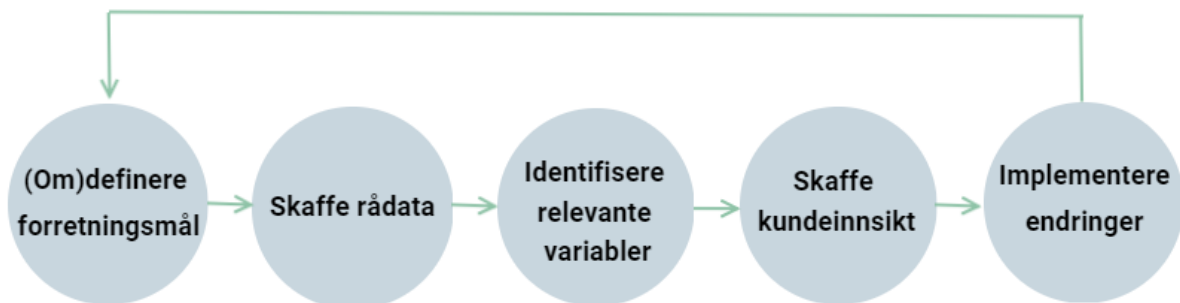 (Om)definere
forretningsmål
Skaffe rådata
Identifisere
relevante
variabler
Skaffe
kundeinnsikt
Implementere
endringer